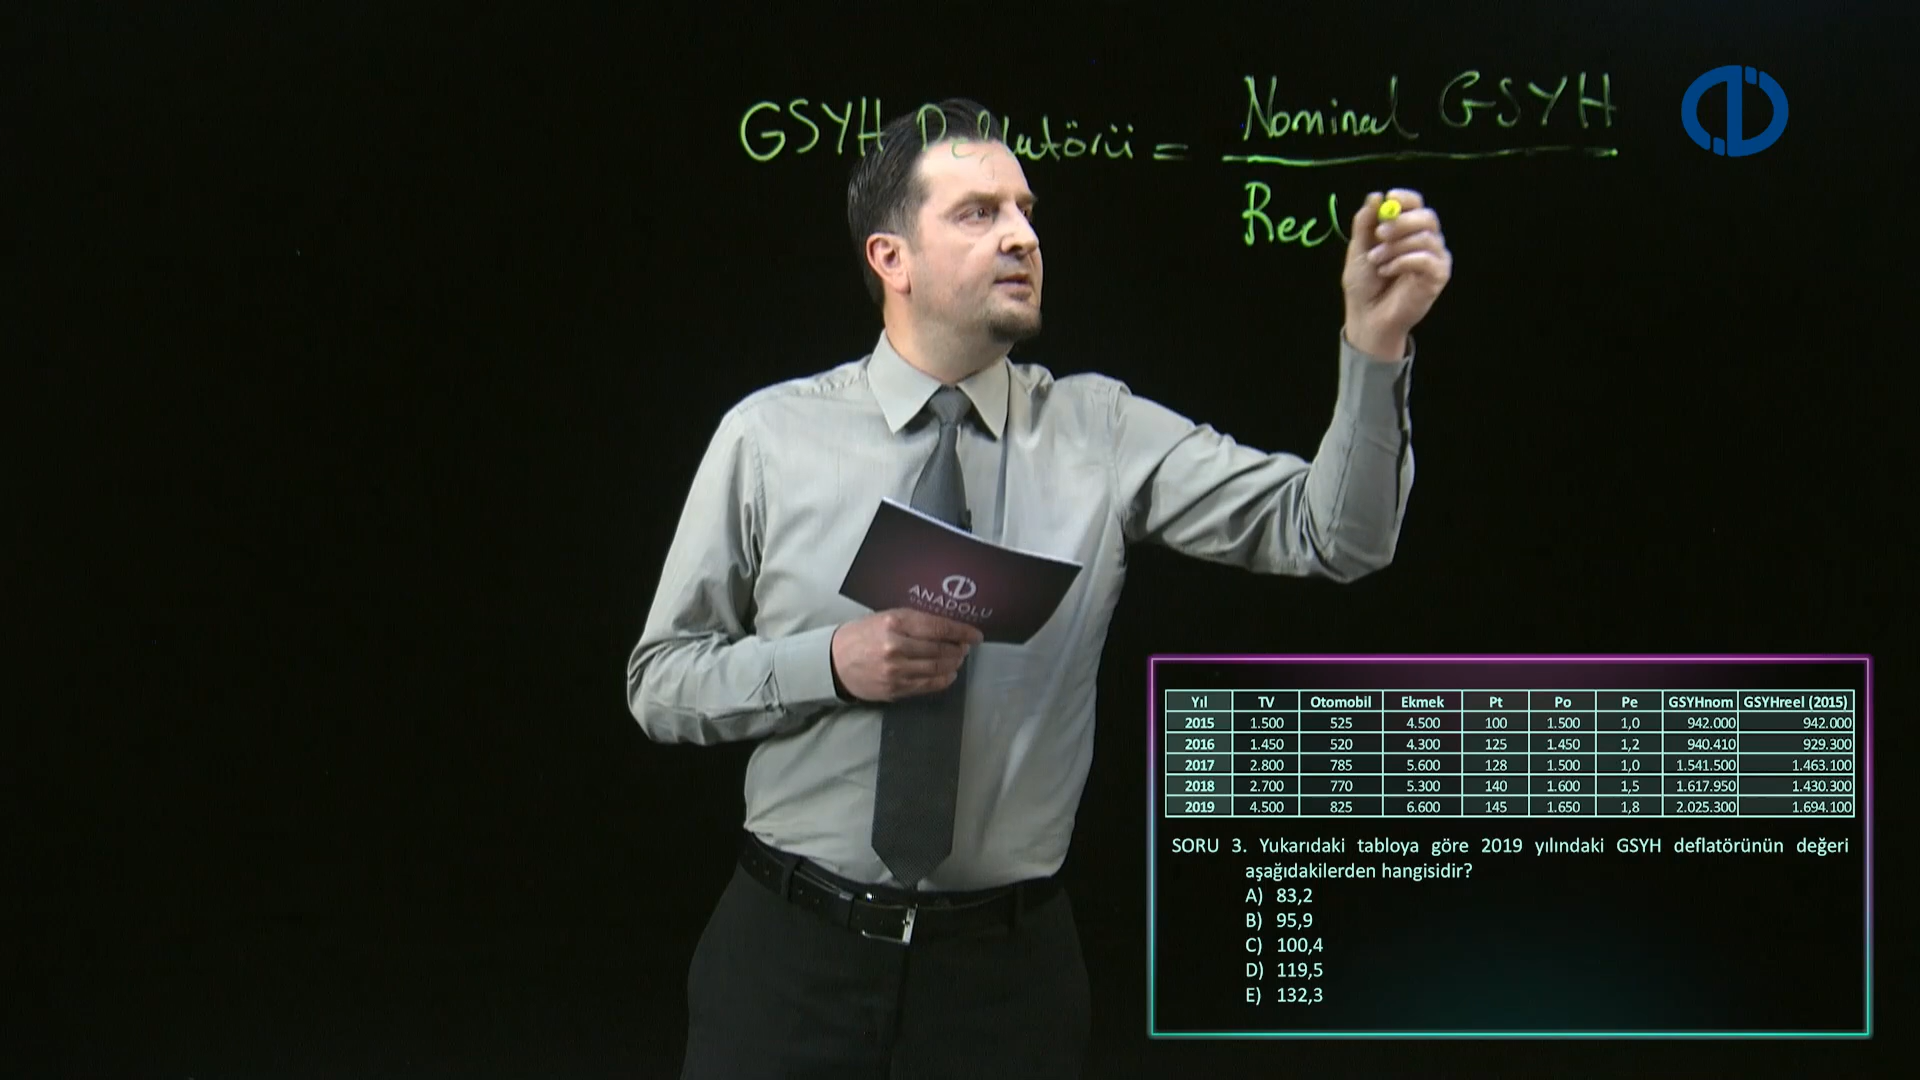 GSYH Deflatörü = Nominal GSYH
Reel
ANADOLU
Yıl TV Otomobil Ekmek Pt Po Pe GSYHnom GSYHreel (2015)
2015 1.500 525 4.500 100 1.500 1,0 942.000 942.000
2016 1.450 520 4.300 125 1.450 1,2 940.410 929.300
2017 2.800 785 5.600 128 1.500 1,0 1.541.500 1.463.100
2018 2.700 770 5.300 140 1.600 1,5 1.617.950 1.430.300
2019 4.500 825 6.600 145 1.650 1,8 2.025.300 1.694.100
SORU 3. Yukarıdaki tabloya göre 2019 yılındaki GSYH deflatörünün değeri
aşağıdakilerden hangisidir?
A) 83,2
B) 95,9
C) 100,4
D) 119,5
E) 132,3